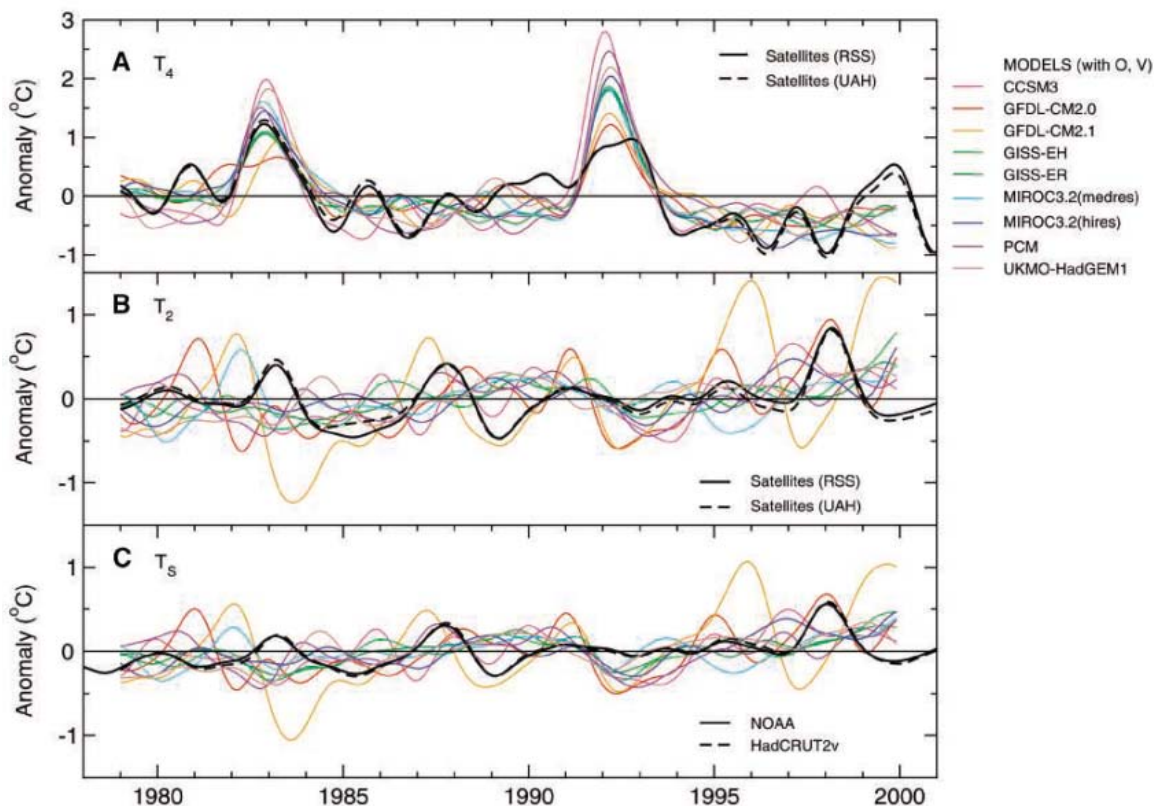 3
2
1
0
-1
Anomaly (°C)
A T4
Satellites (RSS)
Satellites (UAH)
MODELS (with O, V)
CCSM3
GFDL-CM2.0
GFDL-CM2.1
GISS-EH
GISS-ER
MIROC3.2(medres)
MIROC3.2(hires)
PCM
UKMO-HadGEM1
1
0
-1
Anomaly (°C)
B T2
Satellites (RSS)
Satellites (UAH)
1
0
-1
Anomaly (°C)
C TS
NOAA
HadCRUT2v
1980 1985 1990 1995 2000